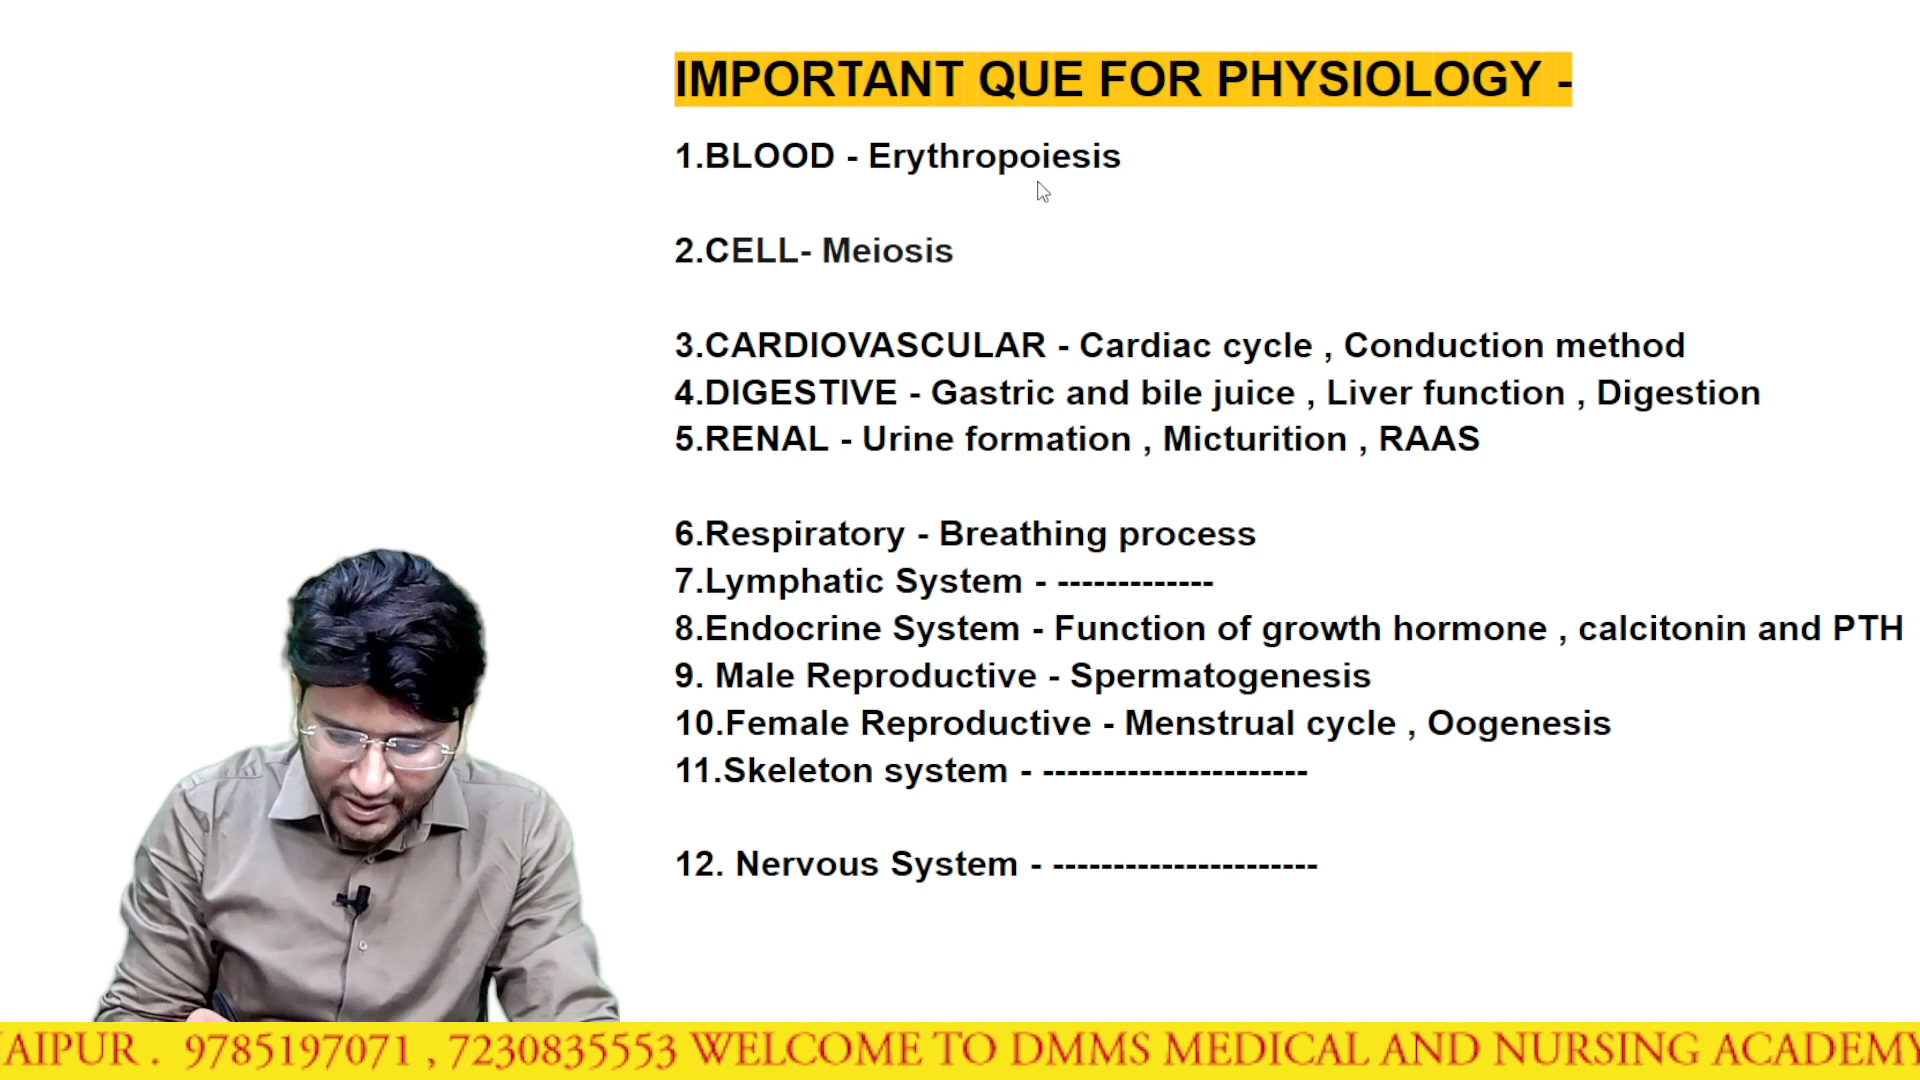 IMPORTANT QUE FOR PHYSIOLOGY -
1.BLOOD - Erythropoiesis
2.CELL- Meiosis
3.CARDIOVASCULAR - Cardiac cycle , Conduction method
4.DIGESTIVE - Gastric and bile juice , Liver function , Digestion
5.RENAL - Urine formation , Micturition , RAAS
6.Respiratory - Breathing process
7.Lymphatic System - -------------
8.Endocrine System - Function of growth hormone , calcitonin and PTH
9. Male Reproductive - Spermatogenesis
10.Female Reproductive - Menstrual cycle , Oogenesis
11.Skeleton system - ----------------------
12. Nervous System - ----------------------
JAIPUR . 9785197071 , 7230835553 WELCOME TO DMMS MEDICAL AND NURSING ACADEMY